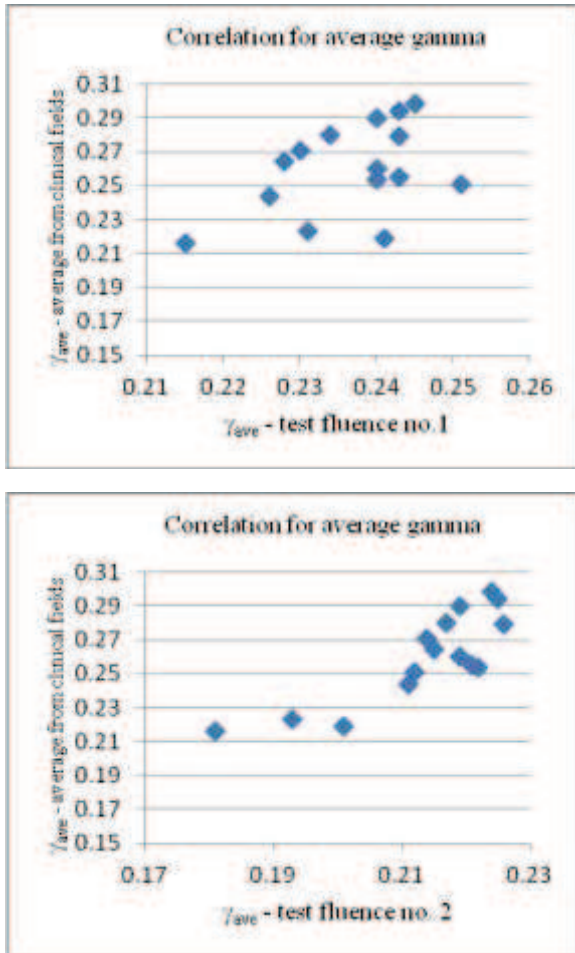 Correlation for average gamma
γave - average from clinical fields
0.31
0.29
0.27
0.25
0.23
0.21
0.19
0.17
0.15
0.21 0.22 0.23 0.24 0.25 0.26
γave - test fluence no.1
Correlation for average gamma
γave - average from clinical fields
0.31
0.29
0.27
0.25
0.23
0.21
0.19
0.17
0.15
0.17 0.19 0.21 0.23
γave - test fluence no. 2